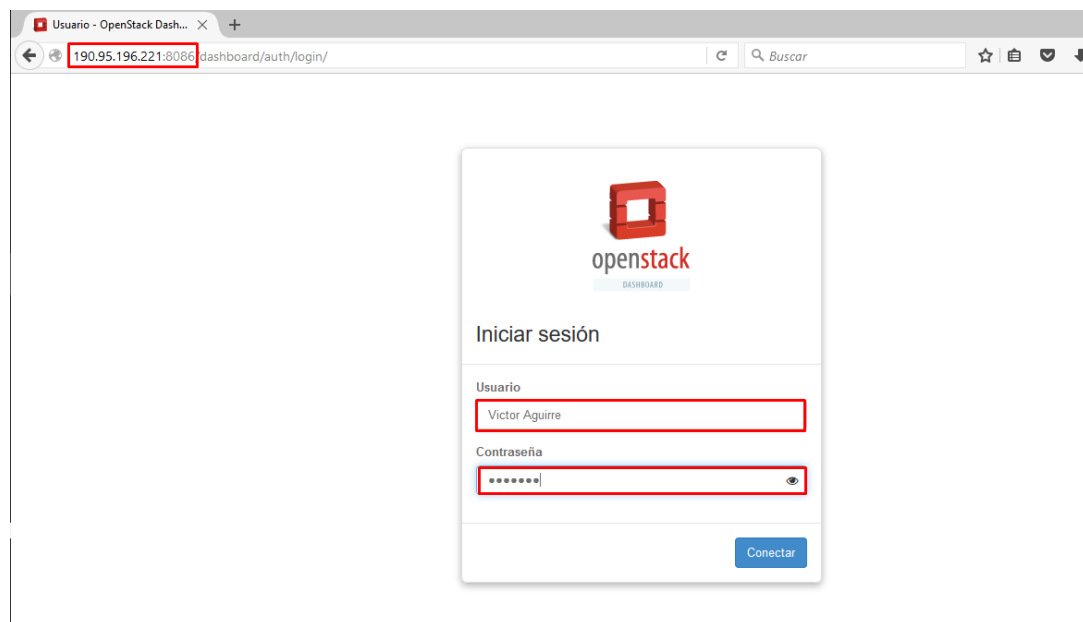 Usuario - OpenStack Dash...
190.95.196.221:8086/dashboard/auth/login/
Buscar
openstack
DASHBOARD
Iniciar sesión
Usuario
Victor Aguirre
Contraseña
•••••••
Conectar